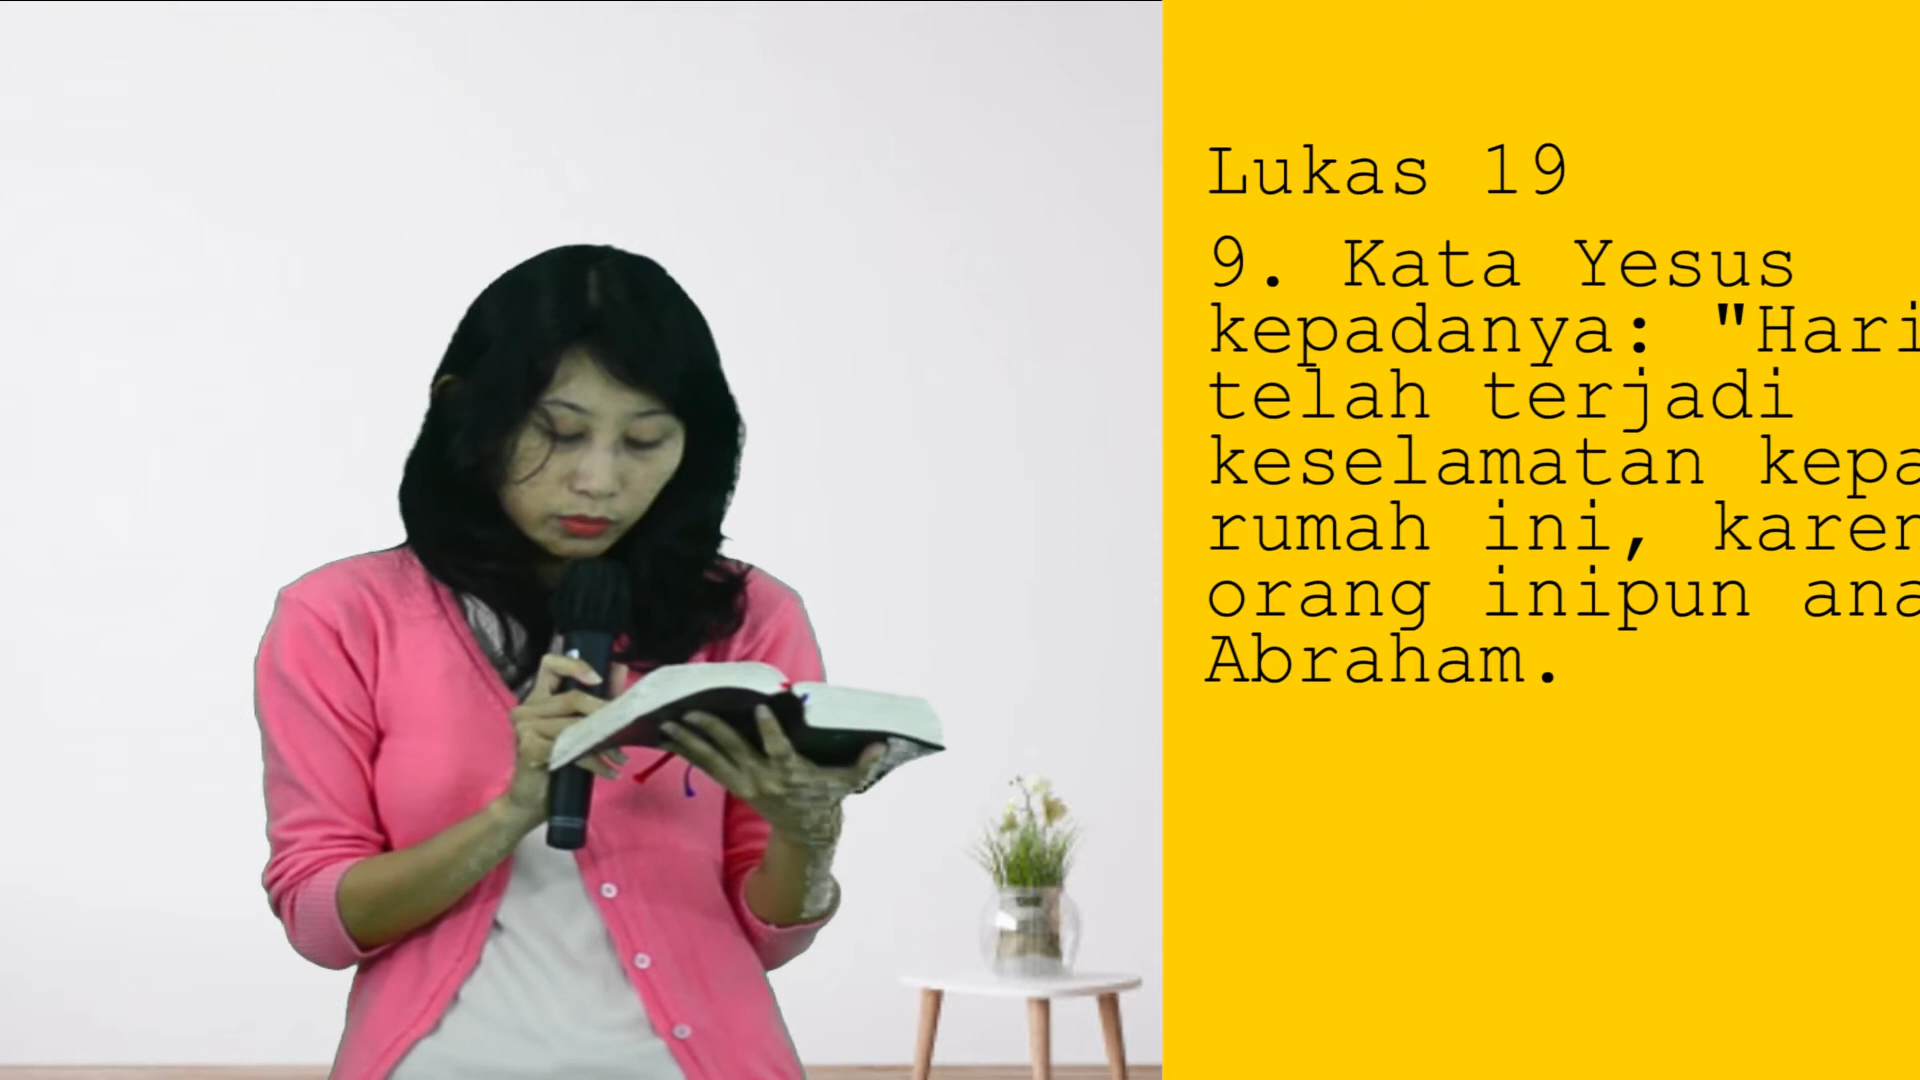 Lukas 19
9. Kata Yesus
kepadanya: "Hari
telah terjadi
keselamatan kepa
rumah ini, karen
orang inipun ana
Abraham.